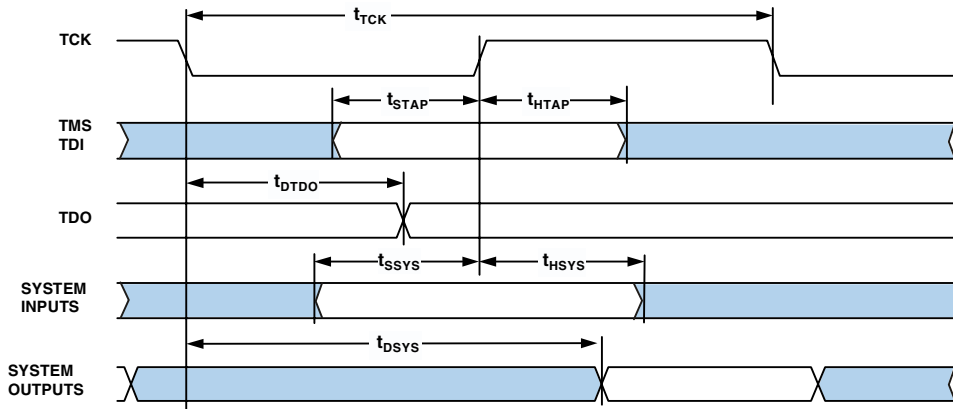 tTCK
TCK
tSTAP
tHTAP
TMS
TDI
tDTDO
TDO
tSSYS
tHSYS
SYSTEM
INPUTS
tDSYS
SYSTEM
OUTPUTS